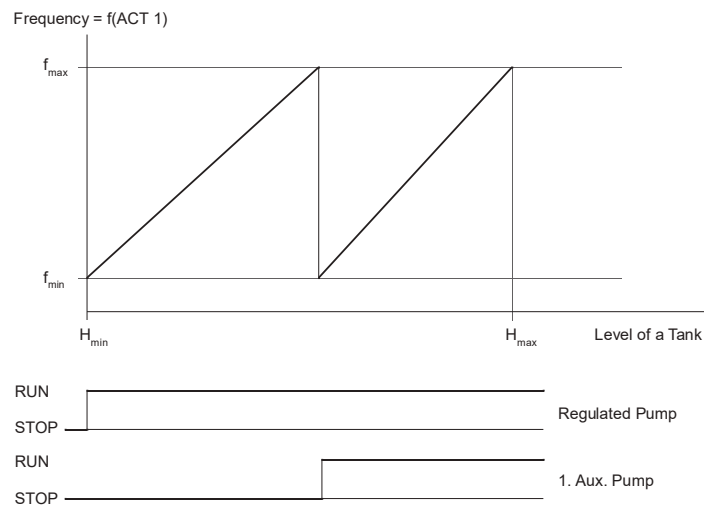 Frequency = f(ACT 1)
fmax
fmin
Hmin
Hmax
Level of a Tank
RUN
STOP
Regulated Pump
RUN
STOP
1. Aux. Pump